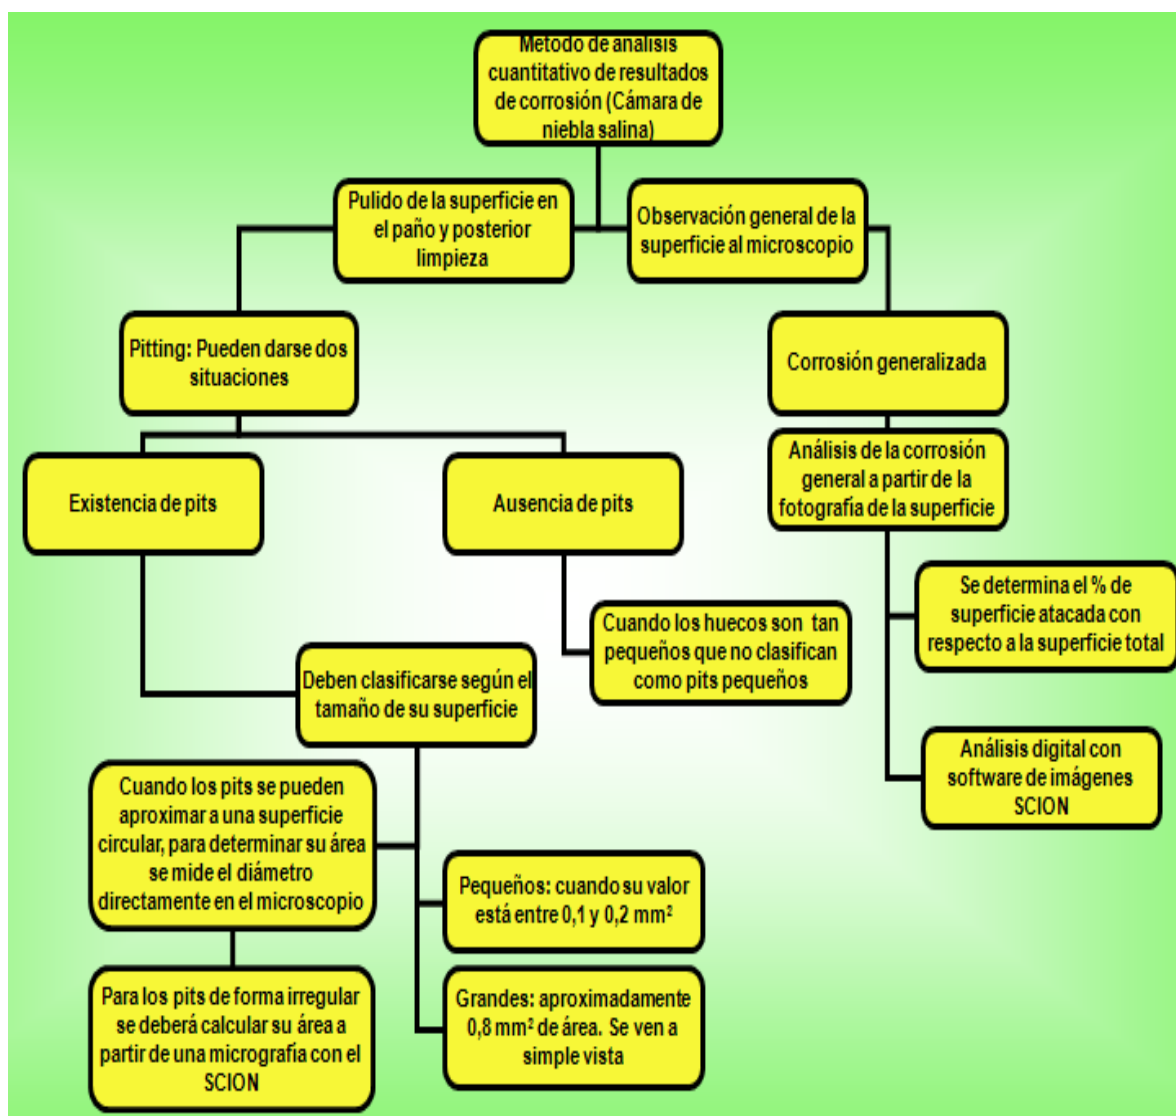 Método de análisis
cuantitativo de resultados
de corrosión (Cámara de
niebla salina)
Pulido de la superficie en
el paño y posterior
limpieza
Observación general de la
superficie al microscopio
Pitting: Pueden darse dos
situaciones
Corrosión generalizada
Existencia de pits
Ausencia de pits
Análisis de la corrosión
general a partir de la
fotografía de la superficie
Se determina el % de
superficie atacada con
respecto a la superficie total
Cuando los huecos son tan
pequeños que no clasifican
como pits pequeños
Deben clasificarse según el
tamaño de su superficie
Análisis digital con
software de imágenes
SCION
Cuando los pits se pueden
aproximar a una superficie
circular, para determinar su área
se mide el diámetro
directamente en el microscopio
Pequeños: cuando su valor
está entre 0,1 y 0,2 mm²
Para los pits de forma irregular
se deberá calcular su área a
partir de una micrografía con el
SCION
Grandes: aproximadamente
0,8 mm² de área. Se ven a
simple vista